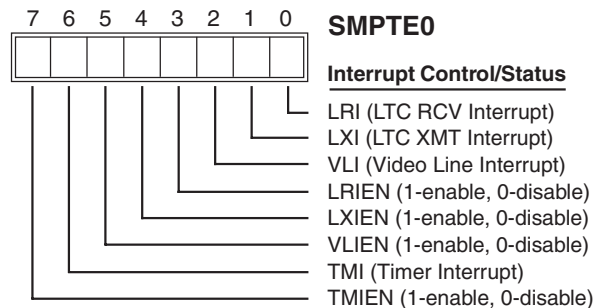 7 6 5 4 3 2 1 0
SMPTE0
Interrupt Control/Status
LRI (LTC RCV Interrupt)
LXI (LTC XMT Interrupt)
VLI (Video Line Interrupt)
LRIEN (1-enable, 0-disable)
LXIEN (1-enable, 0-disable)
VLIEN (1-enable, 0-disable)
TMI (Timer Interrupt)
TMIEN (1-enable, 0-disable)